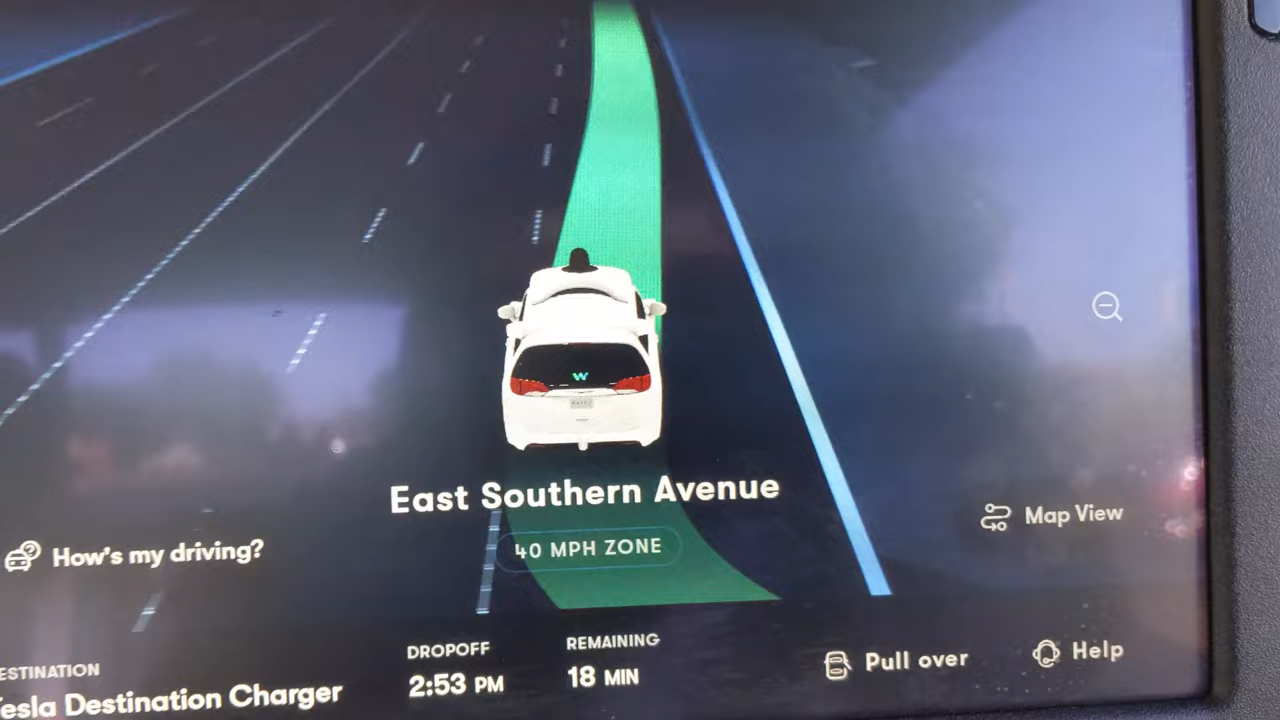 East Southern Avenue
40 MPH ZONE
How's my driving?
Map View
DROPOFF
2:53 PM
REMAINING
18 MIN
Pull over
Help
ESTINATION
esla Destination Charger